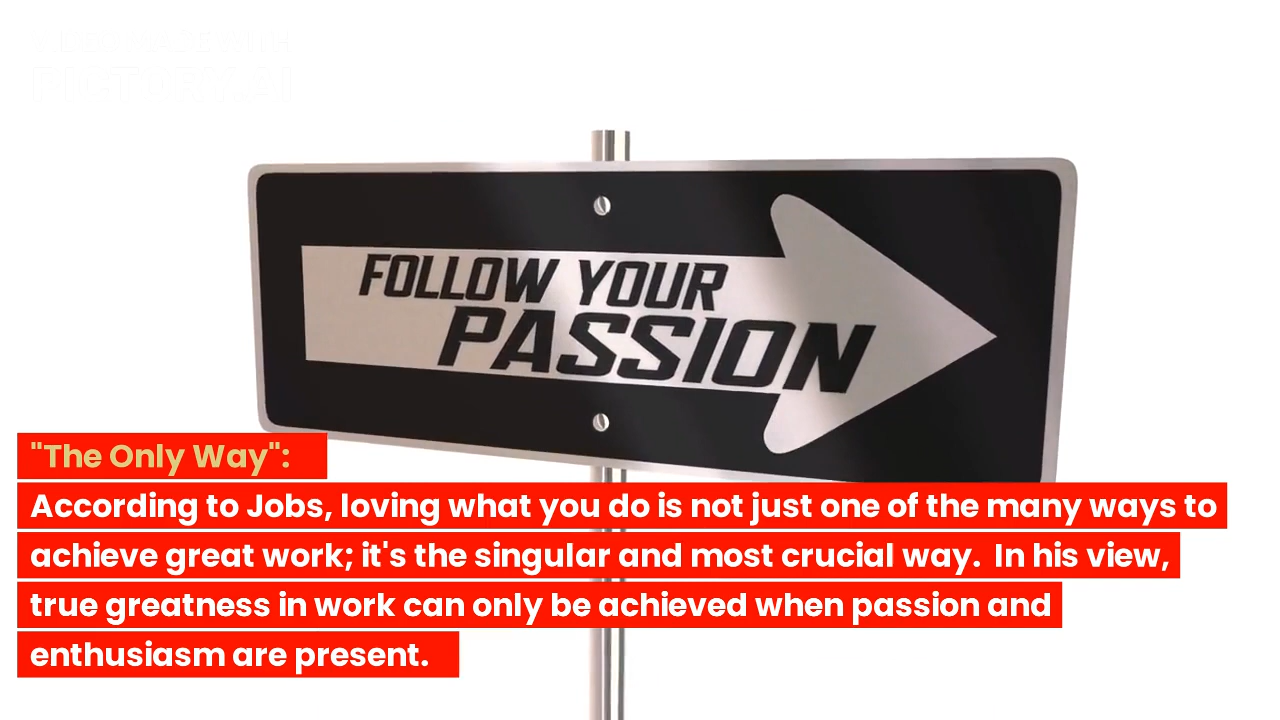 FOLLOW YOUR
PASSION
"The Only Way":
According to Jobs, loving what you do is not just one of the many ways to
achieve great work; it's the singular and most crucial way.  In his view,
true greatness in work can only be achieved when passion and
enthusiasm are present.